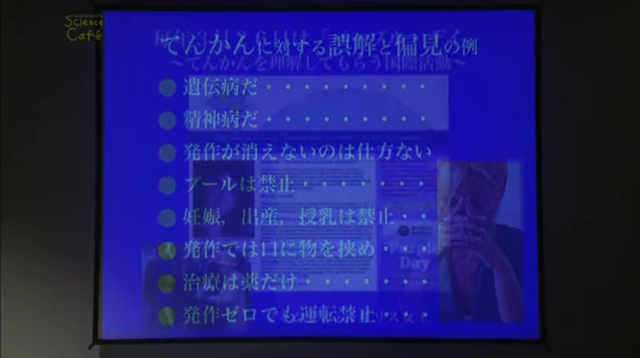 Science Café
てんかんに対する誤解と偏見の例
～てんかんを理解してもらう国際活動～
遺伝病だ・・・・・・・・・
精神病だ・・・・・・・・・
発作が消えないのは仕方ない
プールは禁止・・・・・・・
妊娠，出産，授乳は禁止・・
発作では口に物を挟め・・・
Purple Day
治療は薬だけ・・・・・・・
発作ゼロでも運転禁止・・・